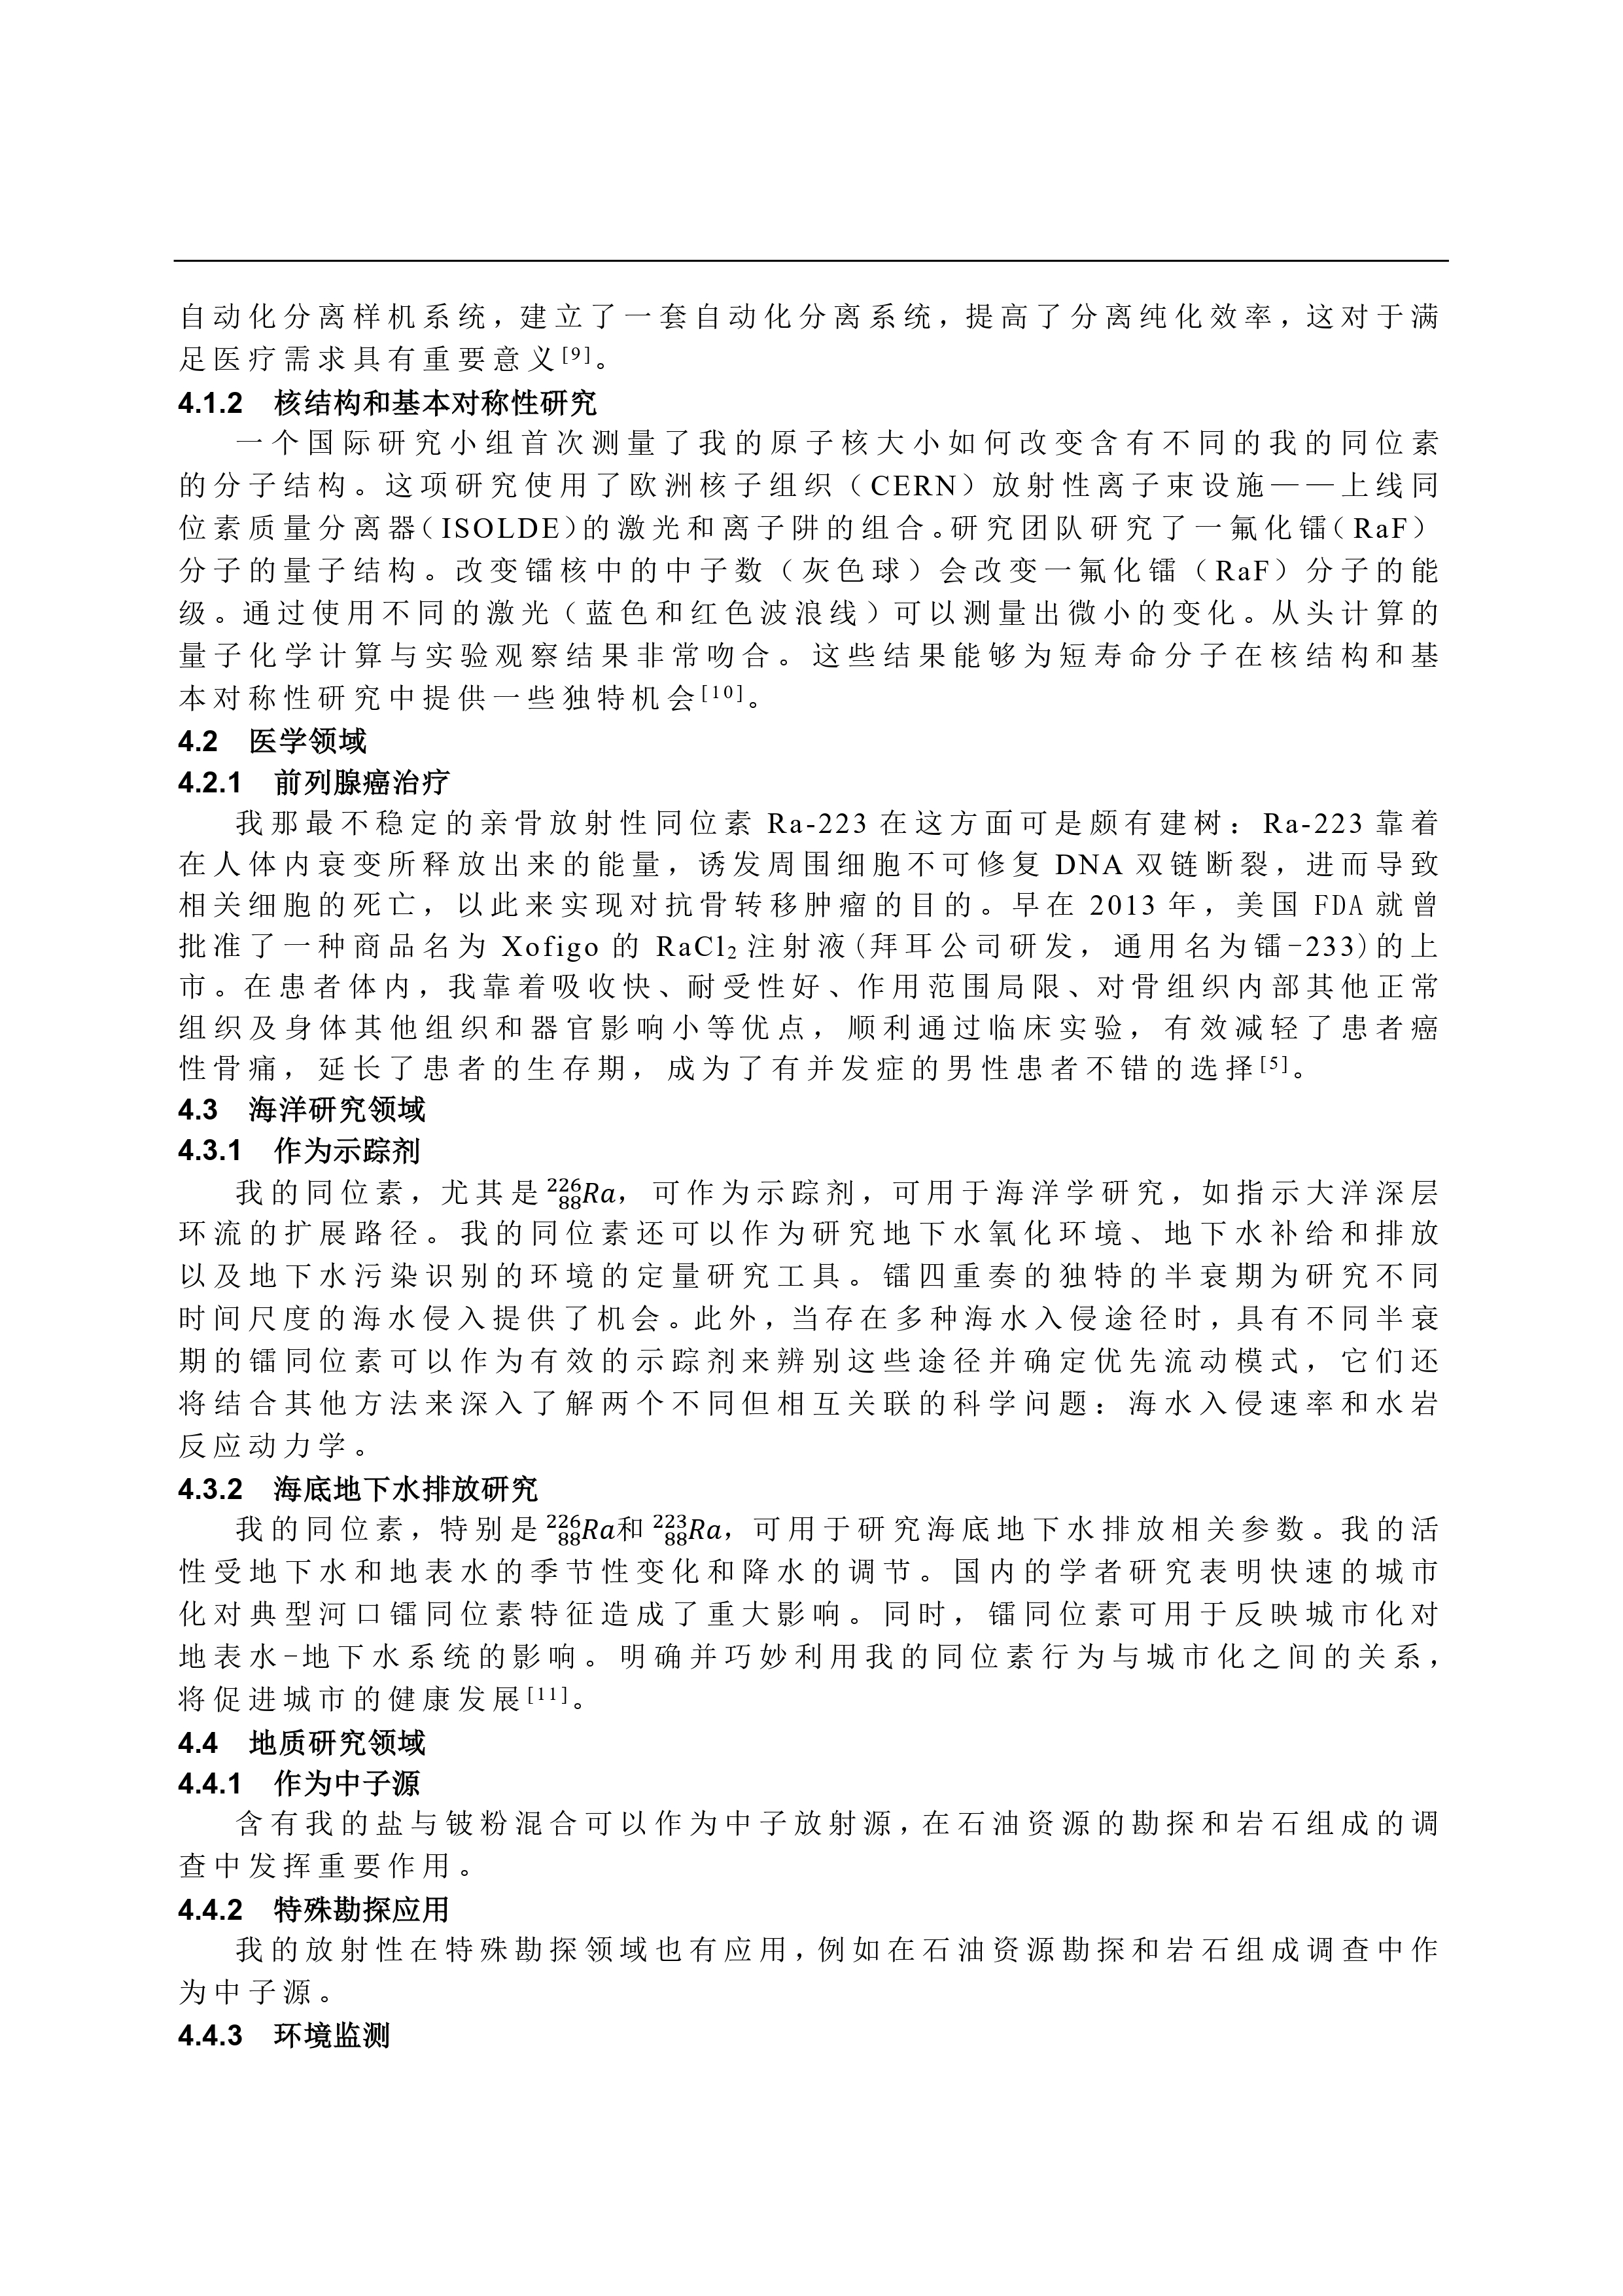 自动化分离样机系统，建立了一套自动化分离系统，提高了分离纯化效率，这对于满
足医疗需求具有重要意义[9]。
4.1.2 核结构和基本对称性研究
一个国际研究小组首次测量了我的原子核大小如何改变含有不同的我的同位素
的分子结构。这项研究使用了欧洲核子组织（CERN）放射性离子束设施——上线同
位素质量分离器（ISOLDE）的激光和离子阱的组合。研究团队研究了一氟化镭（RaF）
分子的量子结构。改变镭核中的中子数（灰色球）会改变一氟化镭（RaF）分子的能
级。通过使用不同的激光（蓝色和红色波浪线）可以测量出微小的变化。从头计算的
量子化学计算与实验观察结果非常吻合。这些结果能够为短寿命分子在核结构和基
本对称性研究中提供一些独特机会[10]。
4.2 医学领域
4.2.1 前列腺癌治疗
我那最不稳定的亲骨放射性同位素 Ra-223 在这方面可是颇有建树：Ra-223 靠着
在人体内衰变所释放出来的能量，诱发周围细胞不可修复 DNA 双链断裂，进而导致
相关细胞的死亡，以此来实现对抗骨转移肿瘤的目的。早在 2013 年，美国 FDA 就曾
批准了一种商品名为 Xofigo 的 RaCl₂ 注射液(拜耳公司研发，通用名为镭-233)的上
市。在患者体内，我靠着吸收快、耐受性好、作用范围局限、对骨组织内部其他正常
组织及身体其他组织和器官影响小等优点，顺利通过临床实验，有效减轻了患者癌
性骨痛，延长了患者的生存期，成为了有并发症的男性患者不错的选择[5]。
4.3 海洋研究领域
4.3.1 作为示踪剂
我的同位素，尤其是 ²²⁶₈₈Ra，可作为示踪剂，可用于海洋学研究，如指示大洋深层
环流的扩展路径。我的同位素还可以作为研究地下水氧化环境、地下水补给和排放
以及地下水污染识别的环境的定量研究工具。镭四重奏的独特的半衰期为研究不同
时间尺度的海水侵入提供了机会。此外，当存在多种海水入侵途径时，具有不同半衰
期的镭同位素可以作为有效的示踪剂来辨别这些途径并确定优先流动模式，它们还
将结合其他方法来深入了解两个不同但相互关联的科学问题：海水入侵速率和水岩
反应动力学。
4.3.2 海底地下水排放研究
我的同位素，特别是 ²²⁶₈₈Ra和 ²²³₈₈Ra，可用于研究海底地下水排放相关参数。我的活
性受地下水和地表水的季节性变化和降水的调节。国内的学者研究表明快速的城市
化对典型河口镭同位素特征造成了重大影响。同时，镭同位素可用于反映城市化对
地表水-地下水系统的影响。明确并巧妙利用我的同位素行为与城市化之间的关系，
将促进城市的健康发展[11]。
4.4 地质研究领域
4.4.1 作为中子源
含有我的盐与铍粉混合可以作为中子放射源，在石油资源的勘探和岩石组成的调
查中发挥重要作用。
4.4.2 特殊勘探应用
我的放射性在特殊勘探领域也有应用，例如在石油资源勘探和岩石组成调查中作
为中子源。
4.4.3 环境监测